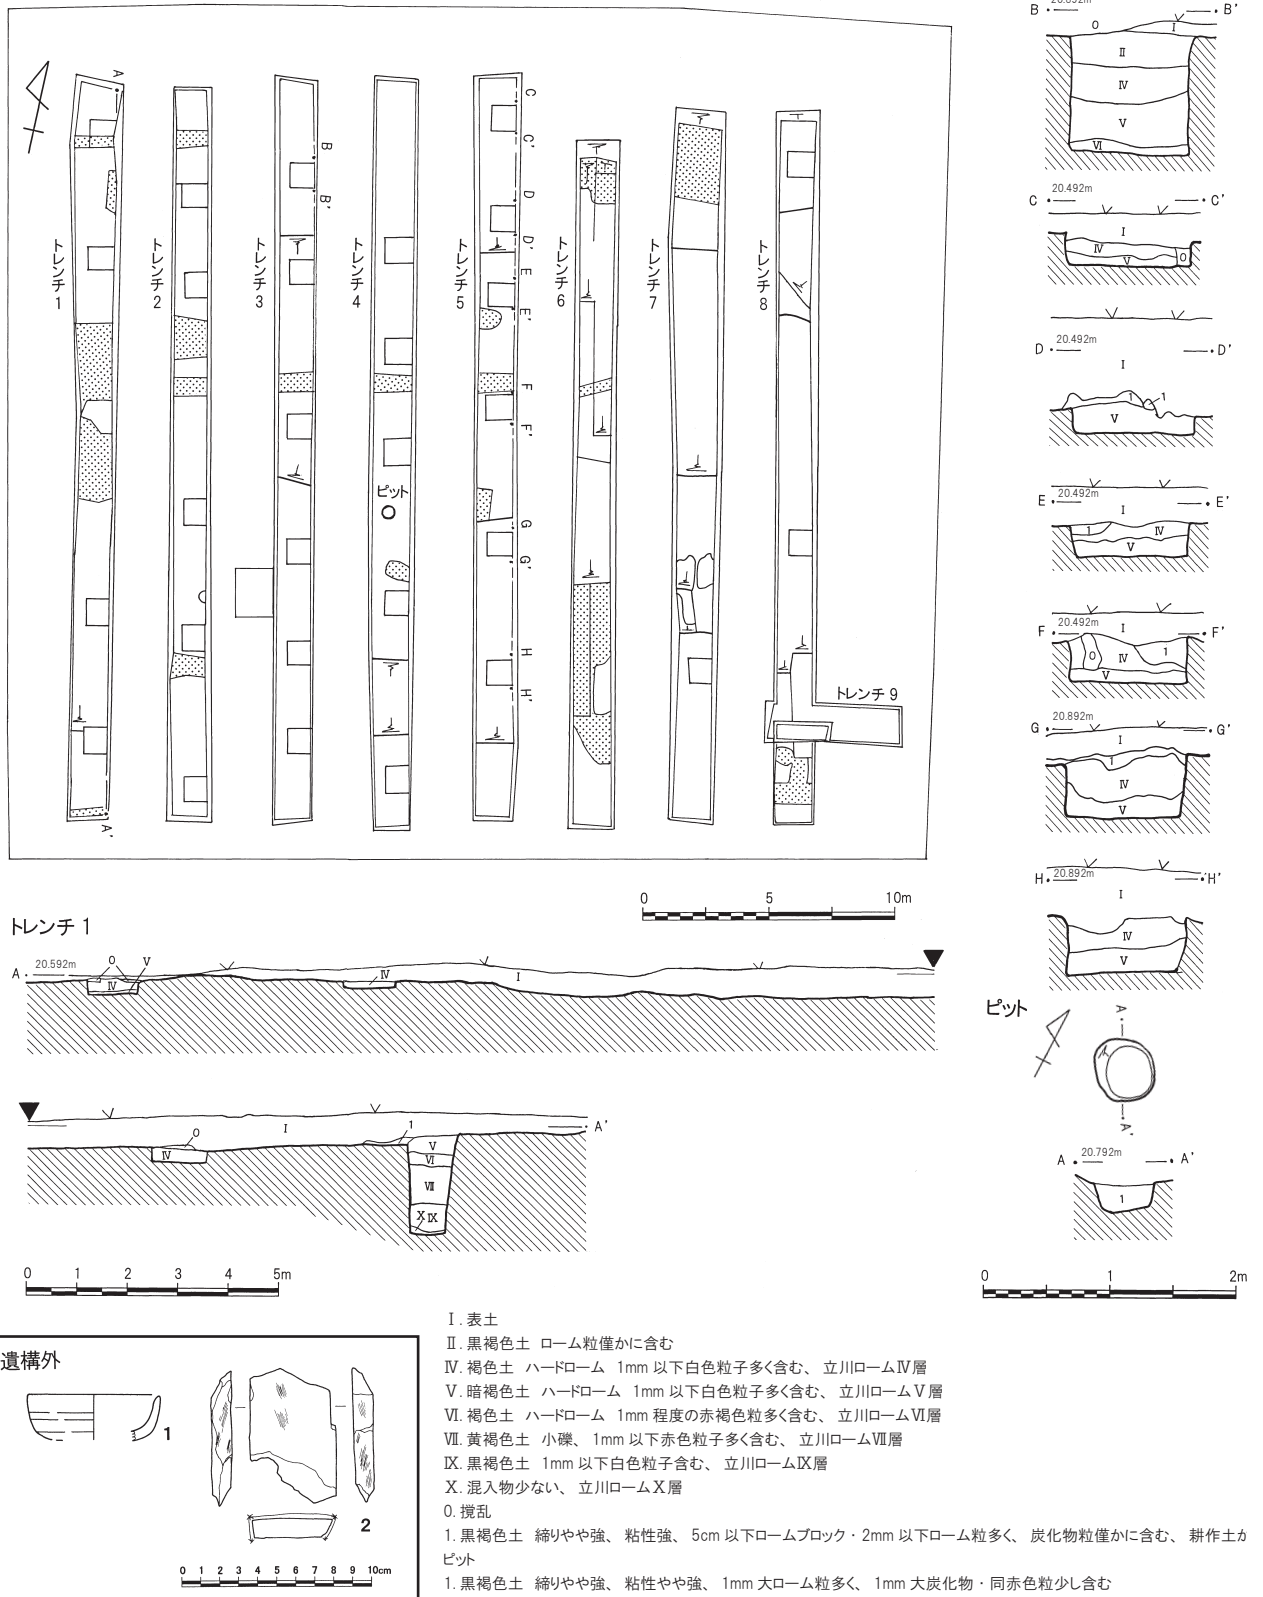 A
トレンチ 1
A'
トレンチ 2
B
B'
トレンチ 3
トレンチ 4
ピット
C
C'
D
D'
E
E'
F
F'
G
G'
H
H'
トレンチ 5
トレンチ 6
トレンチ 7
トレンチ 8
トレンチ 9
0 5 10m
B B'
0 I
II
IV
V
VI
20.492m
C C'
I
IV
V 0
20.492m
D D'
I
1 1
V
20.492m
E E'
I
1 IV
V
20.492m
F F'
I
0 IV 1
V
20.892m
G G'
I
1
IV
V
20.892m
H H'
I
IV
V
ピット
A
A'
20.792m
A A'
1
0 1 2m
トレンチ 1
A 20.592m 0 V
IV IV I
0 I 1 A'
IV V
VI
VII
X IX
0 1 2 3 4 5m
遺構外
1
2
0 1 2 3 4 5 6 7 8 9 10cm
Ⅰ. 表土
Ⅱ. 黒褐色土 ローム粒僅かに含む
Ⅳ. 褐色土 ハードローム 1mm 以下白色粒子多く含む、 立川ロームⅣ層
Ⅴ. 暗褐色土 ハードローム 1mm 以下白色粒子多く含む、 立川ロームⅤ層
Ⅵ. 褐色土 ハードローム 1mm 程度の赤褐色粒多く含む、 立川ロームⅥ層
Ⅶ. 黄褐色土 小礫、 1mm 以下赤色粒子多く含む、 立川ロームⅦ層
Ⅸ. 黒褐色土 1mm 以下白色粒子含む、 立川ロームⅨ層
Ⅹ. 混入物少ない、 立川ロームⅩ層
0. 撹乱
1. 黒褐色土 締りやや強、 粘性強、 5cm 以下ロームブロック・2mm 以下ローム粒多く、 炭化物粒僅かに含む、 耕作土か
ピット
1. 黒褐色土 締りやや強、 粘性やや強、 1mm 大ローム粒多く、 1mm 大炭化物・同赤色粒少し含む